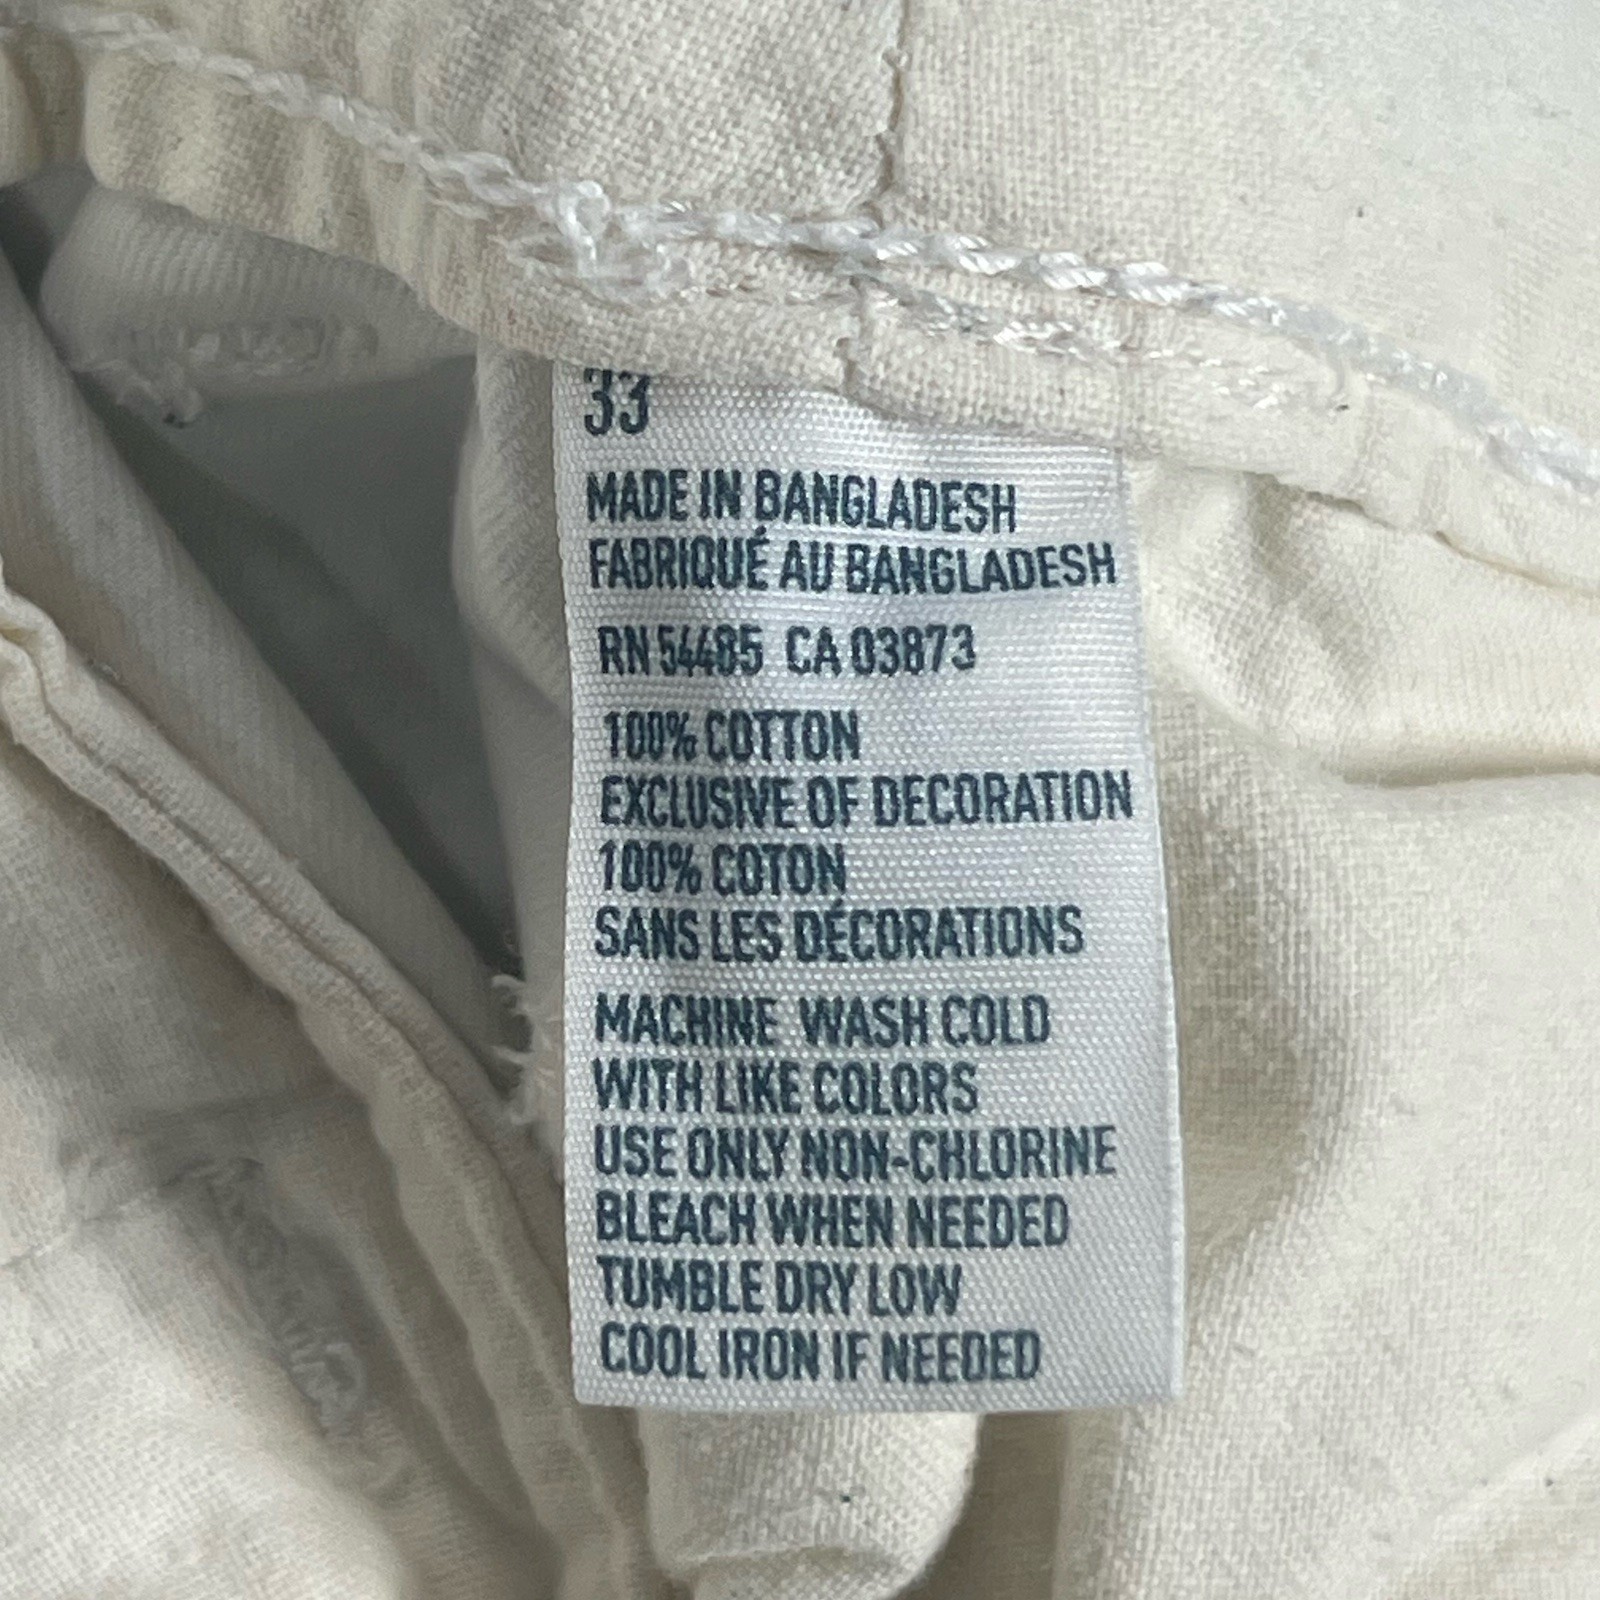 33
MADE IN BANGLADESH
FABRIQUÉ AU BANGLADESH
RN 54485 CA 03873
100% COTTON
EXCLUSIVE OF DECORATION
100% COTON
SANS LES DÉCORATIONS
MACHINE WASH COLD
WITH LIKE COLORS
USE ONLY NON-CHLORINE
BLEACH WHEN NEEDED
TUMBLE DRY LOW
COOL IRON IF NEEDED